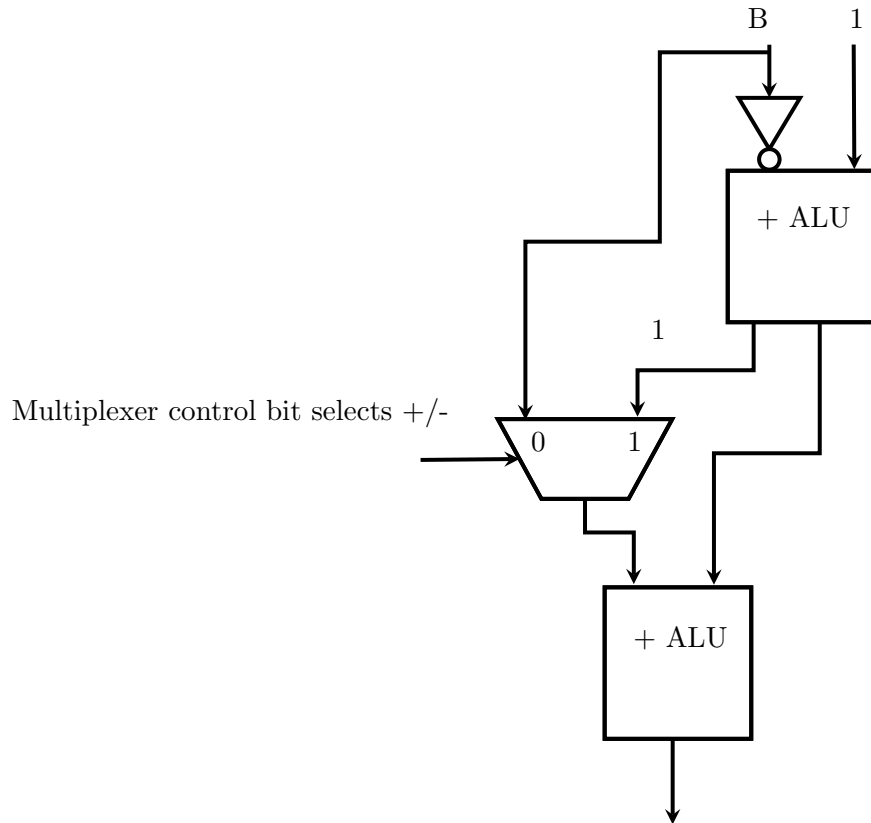 B 1
+ ALU
1
Multiplexer control bit selects +/-
0 1
+ ALU